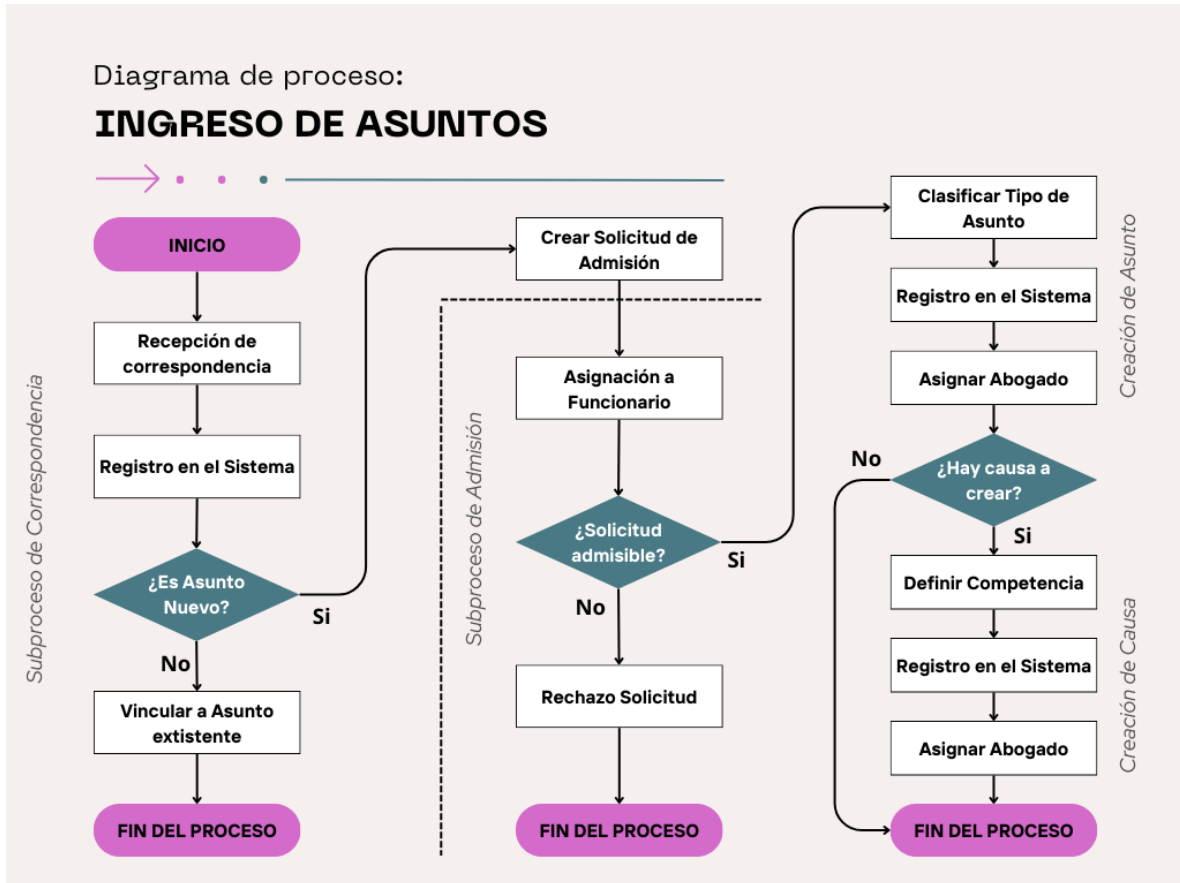 Diagrama de proceso:
INGRESO DE ASUNTOS
Subproceso de Correspondencia
INICIO
Recepción de
correspondencia
Registro en el Sistema
¿Es Asunto
Nuevo?
Si
No
Vincular a Asunto
extistente
FIN DEL PROCESO
Crear Solicitud de
Admisión
Subproceso de Admisión
Asignación a
Funcionario
¿Solicitud
admisible?
Si
No
Rechazo Solicitud
FIN DEL PROCESO
Clasificar Tipo de
Asunto
Creación de Asunto
Registro en el Sistema
Asignar Abogado
¿Hay causa a
crear?
No
Si
Definir Competencia
Creación de Causa
Registro en el Sistema
Asignar Abogado
FIN DEL PROCESO